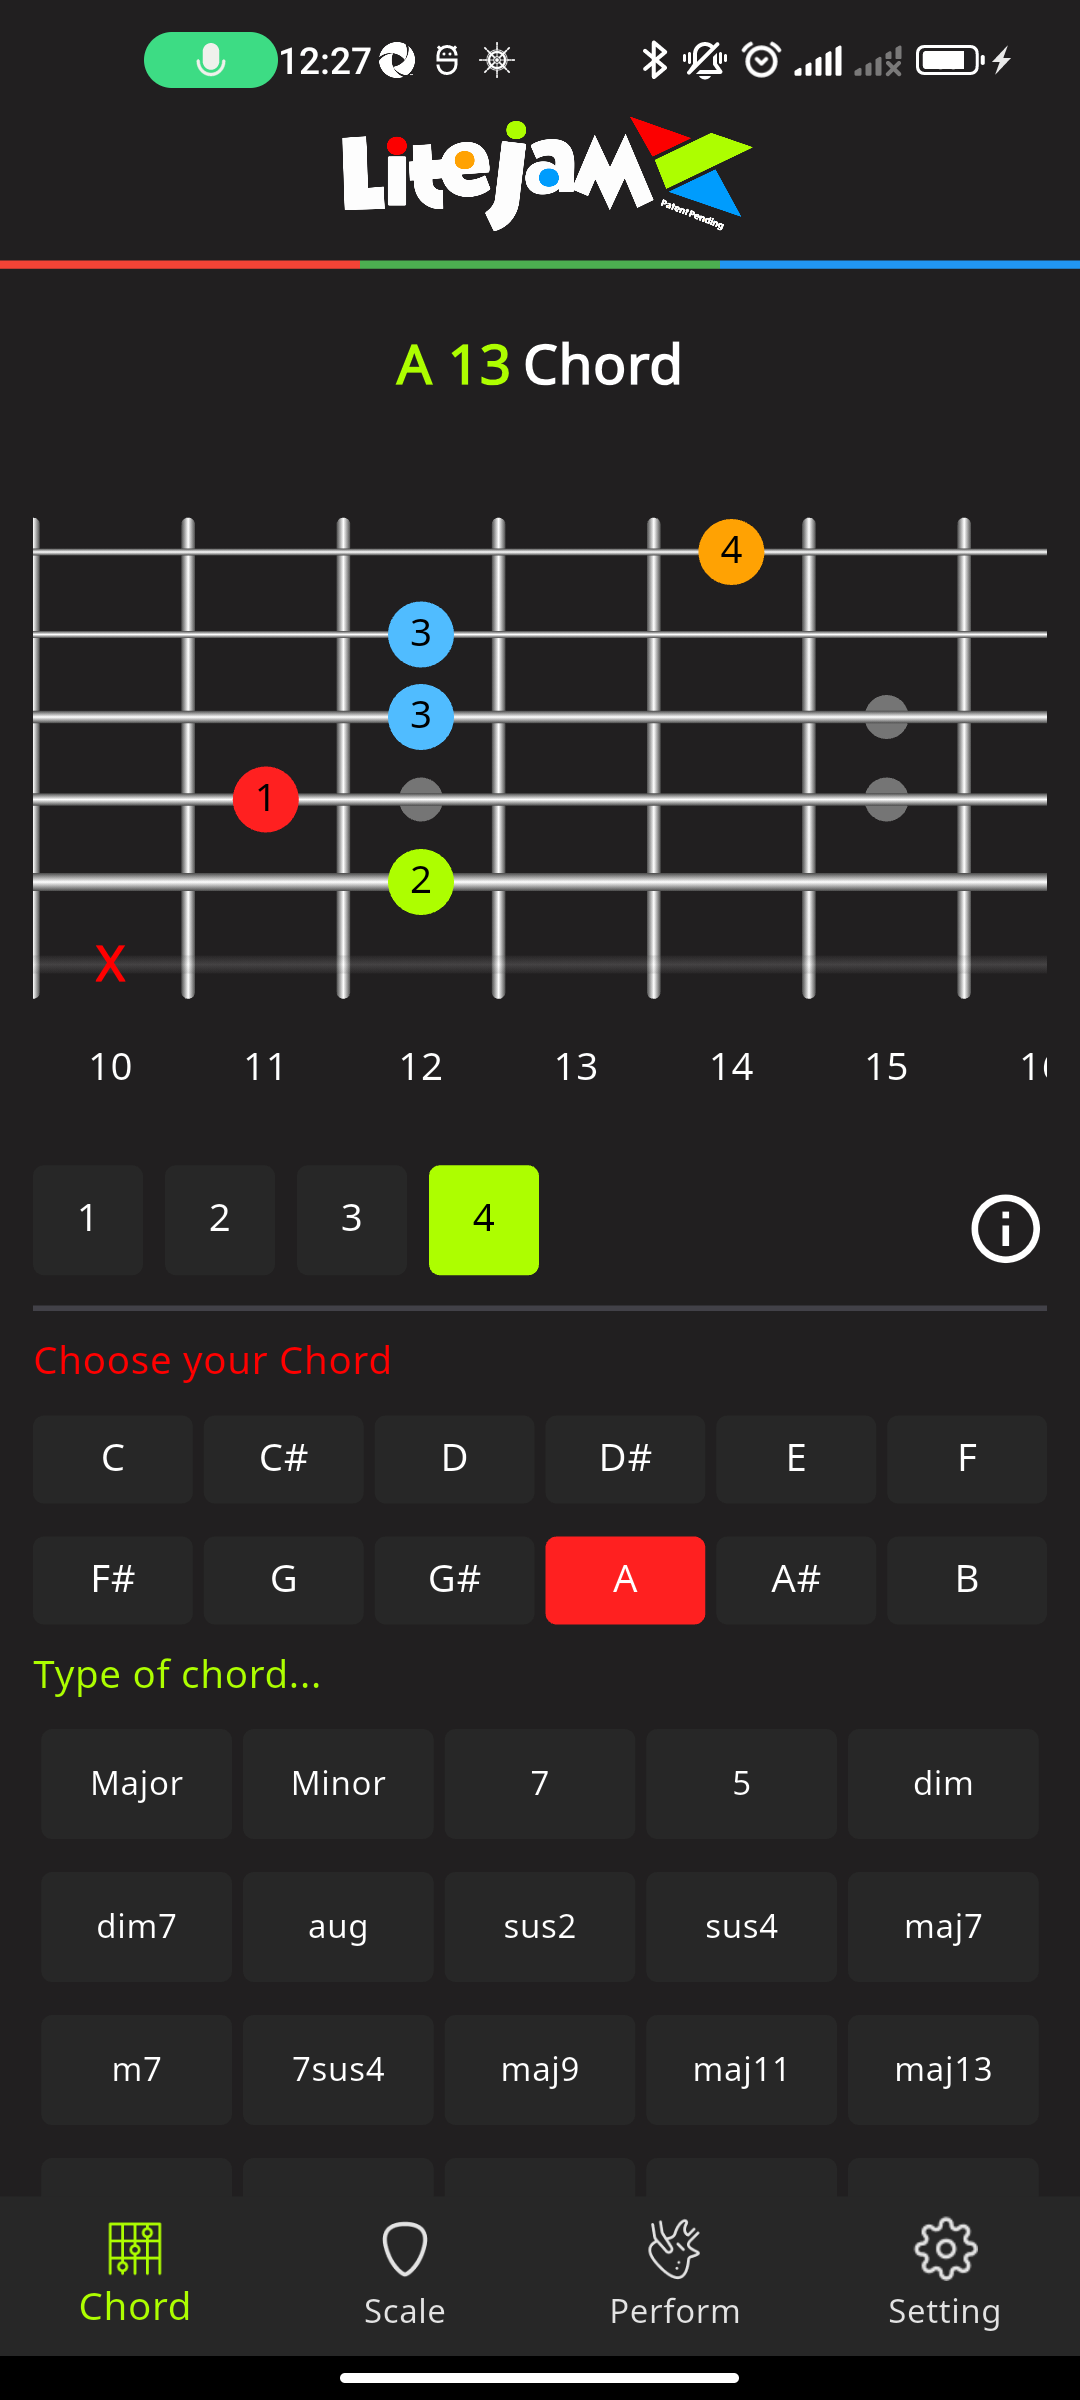 12:27
Litejam
Patent Pending
A 13 Chord
4
3
3
1
2
X
10 11 12 13 14 15
1 2 3 4
Choose your Chord
C C# D D# E F
F# G G# A A# B
Type of chord...
Major Minor 7 5 dim
dim7 aug sus2 sus4 maj7
m7 7sus4 maj9 maj11 maj13
Chord Scale Perform Setting